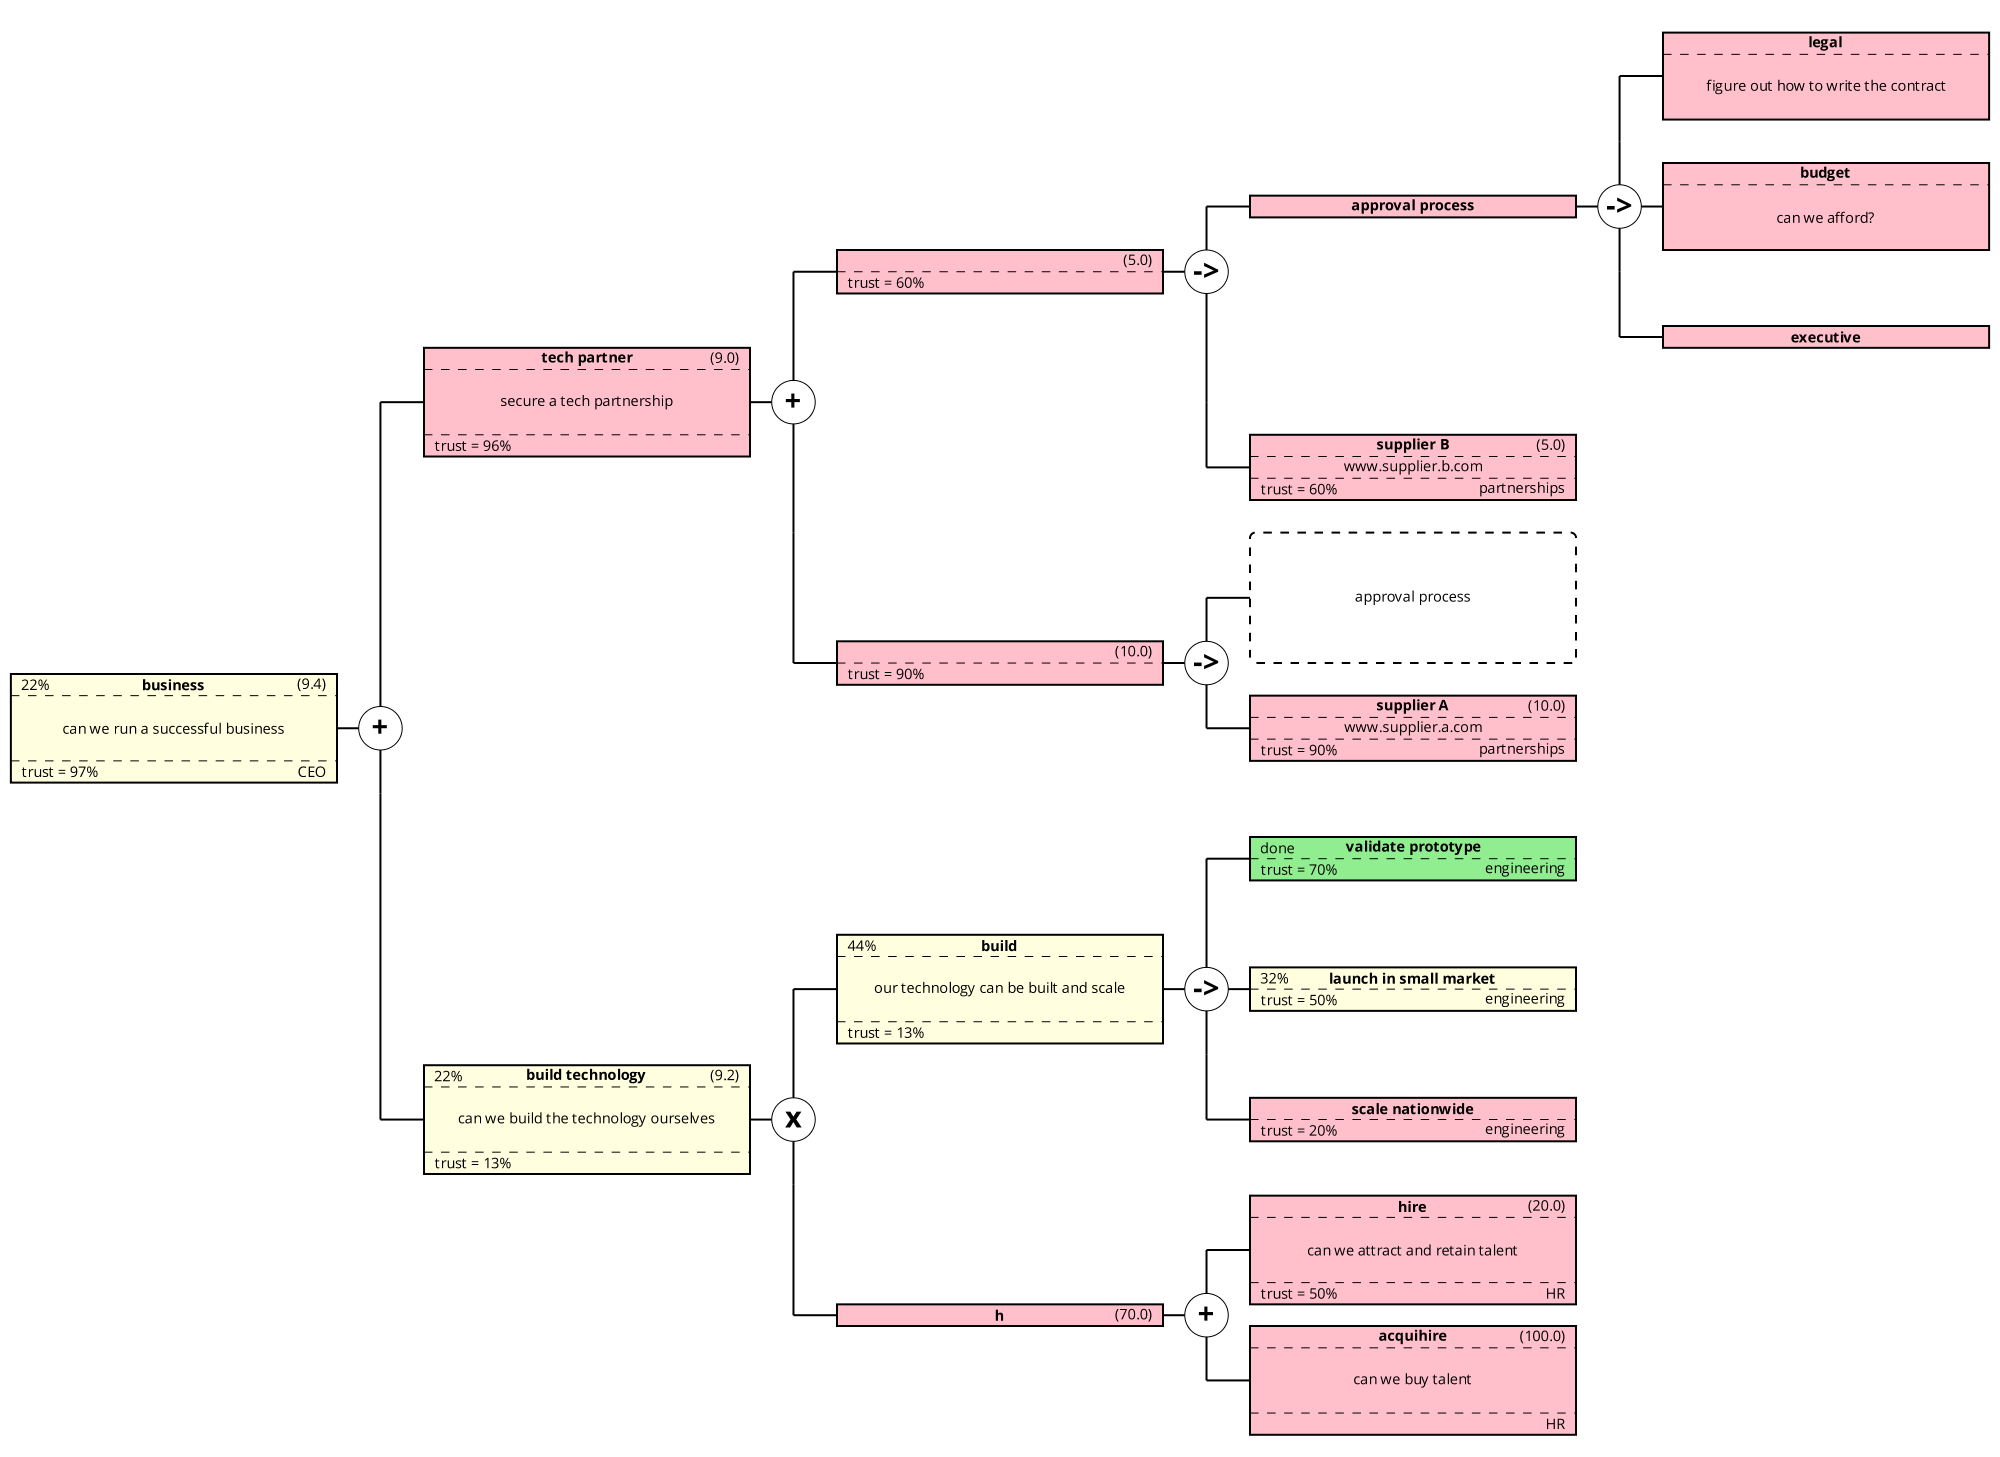 legal
figure out how to write the contract
budget
can we afford?
->
approval process
executive
(5.0)
trust = 60%
->
tech partner (9.0)
secure a tech partnership
trust = 96%
+
supplier B (5.0)
www.supplier.b.com
trust = 60% partnerships
approval process
(10.0)
trust = 90%
->
supplier A (10.0)
www.supplier.a.com
trust = 90% partnerships
22% business (9.4)
can we run a successful business
trust = 97% CEO
+
done validate prototype
trust = 70% engineering
44% build
our technology can be built and scale
trust = 13%
->
32% launch in small market
trust = 50% engineering
22% build technology (9.2)
can we build the technology ourselves
trust = 13%
x
scale nationwide
trust = 20% engineering
hire (20.0)
can we attract and retain talent
trust = 50% HR
h (70.0)
+
acquihire (100.0)
can we buy talent
HR